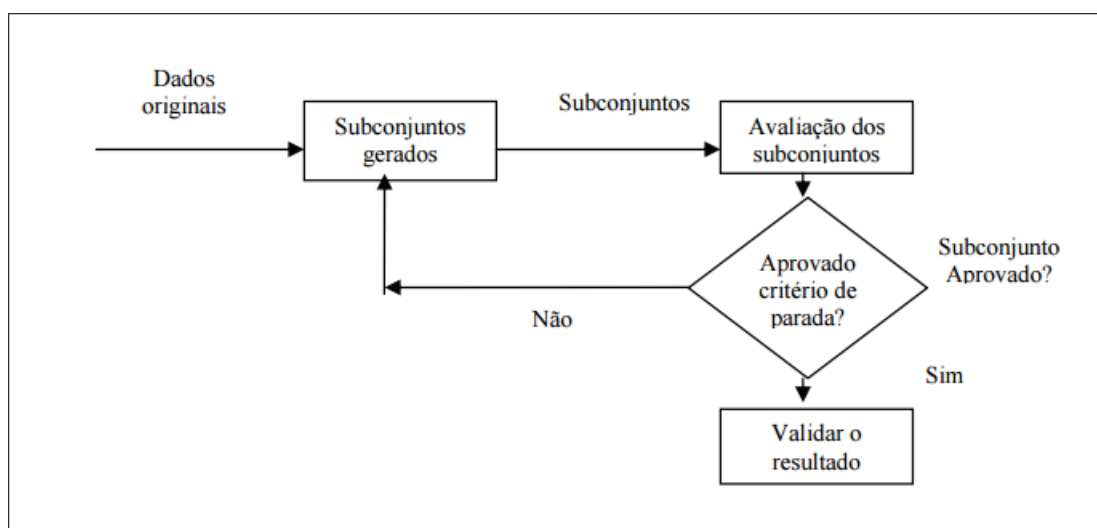 Dados
originais
Subconjuntos
gerados
Subconjuntos
Avaliação dos
subconjuntos
Aprovado
critério de
parada?
Subconjunto
Aprovado?
Não
Sim
Validar o
resultado